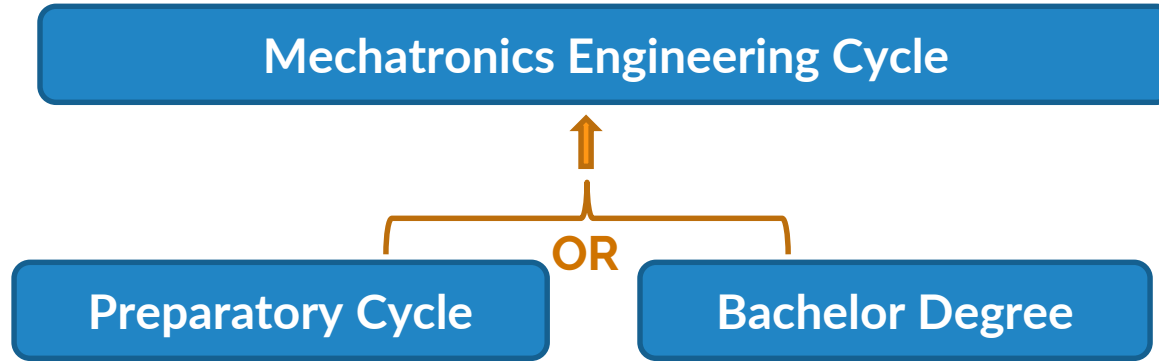 Mechatronics Engineering Cycle
OR
Preparatory Cycle
Bachelor Degree